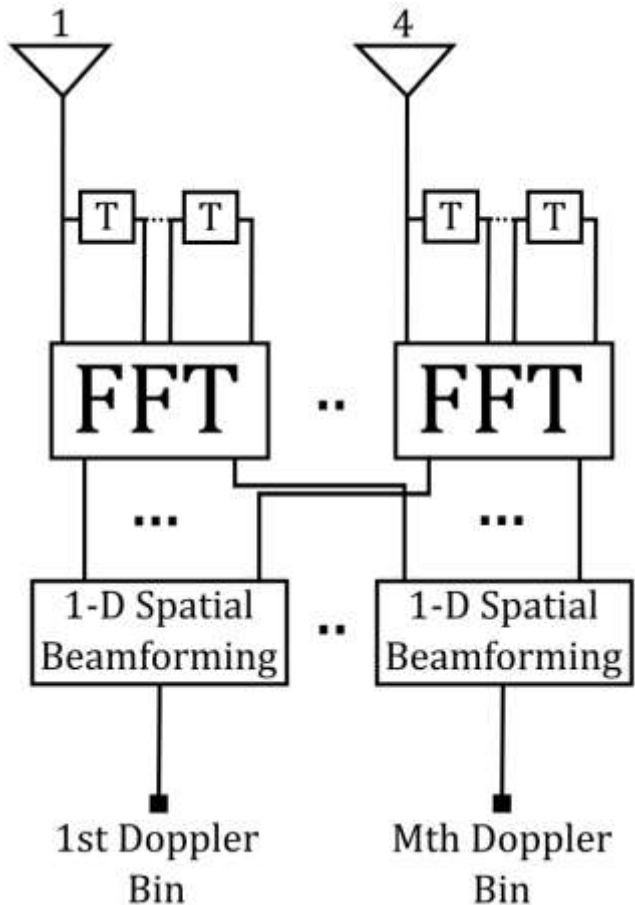 1 4
T T T T
FFT FFT
1-D Spatial 1-D Spatial
Beamforming Beamforming
1st Doppler Mth Doppler
Bin Bin